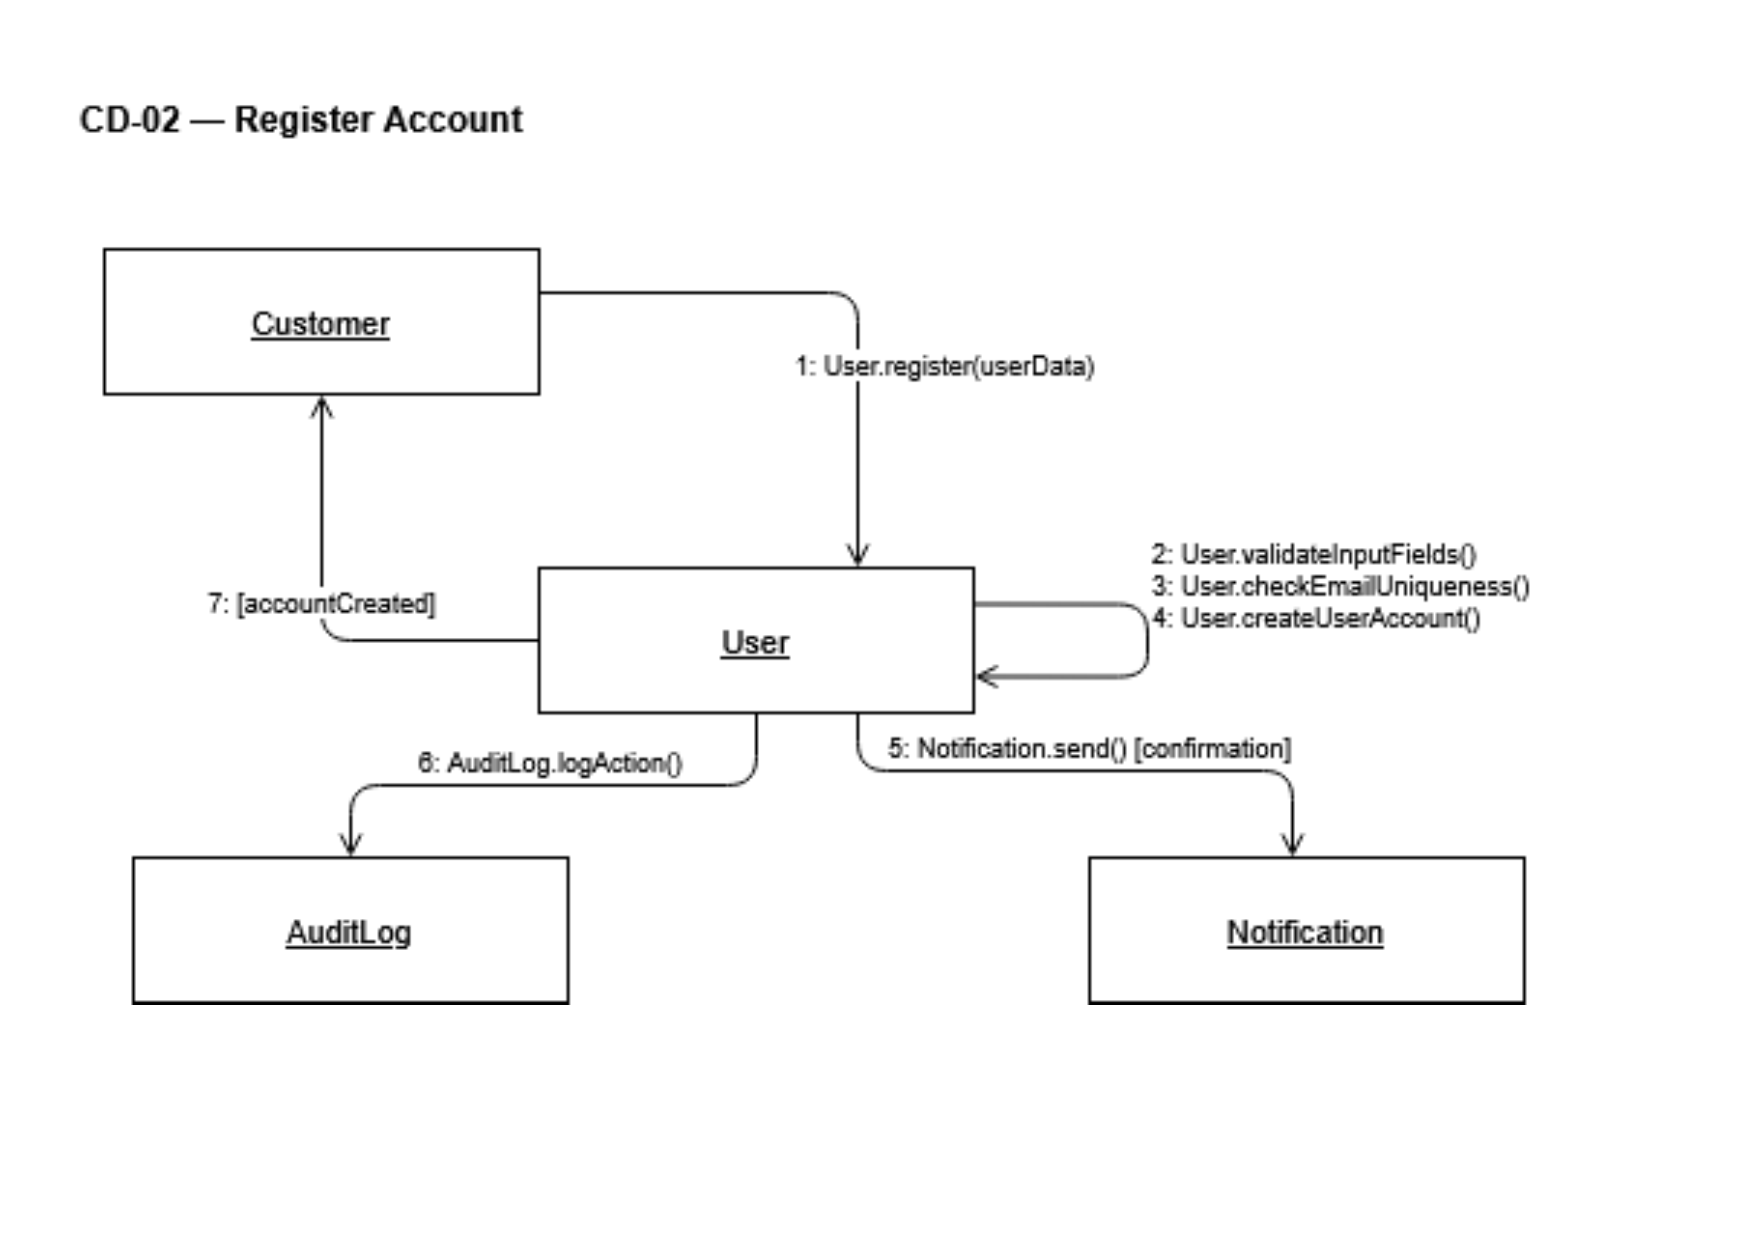 CD-02 — Register Account
Customer
1: User.register(userData)
2: User.validateInputFields()
3: User.checkEmailUniqueness()
4: User.createUserAccount()
7: [accountCreated]
User
6: AuditLog.logAction()
5: Notification.send() [confirmation]
AuditLog
Notification